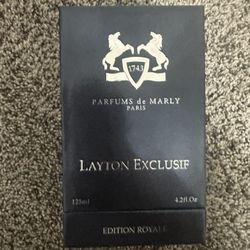 1743
PARFUMS de MARLY
PARIS
LAYTON EXCLUSIF
125ml 4.2fl.Oz
EDITION ROYALE